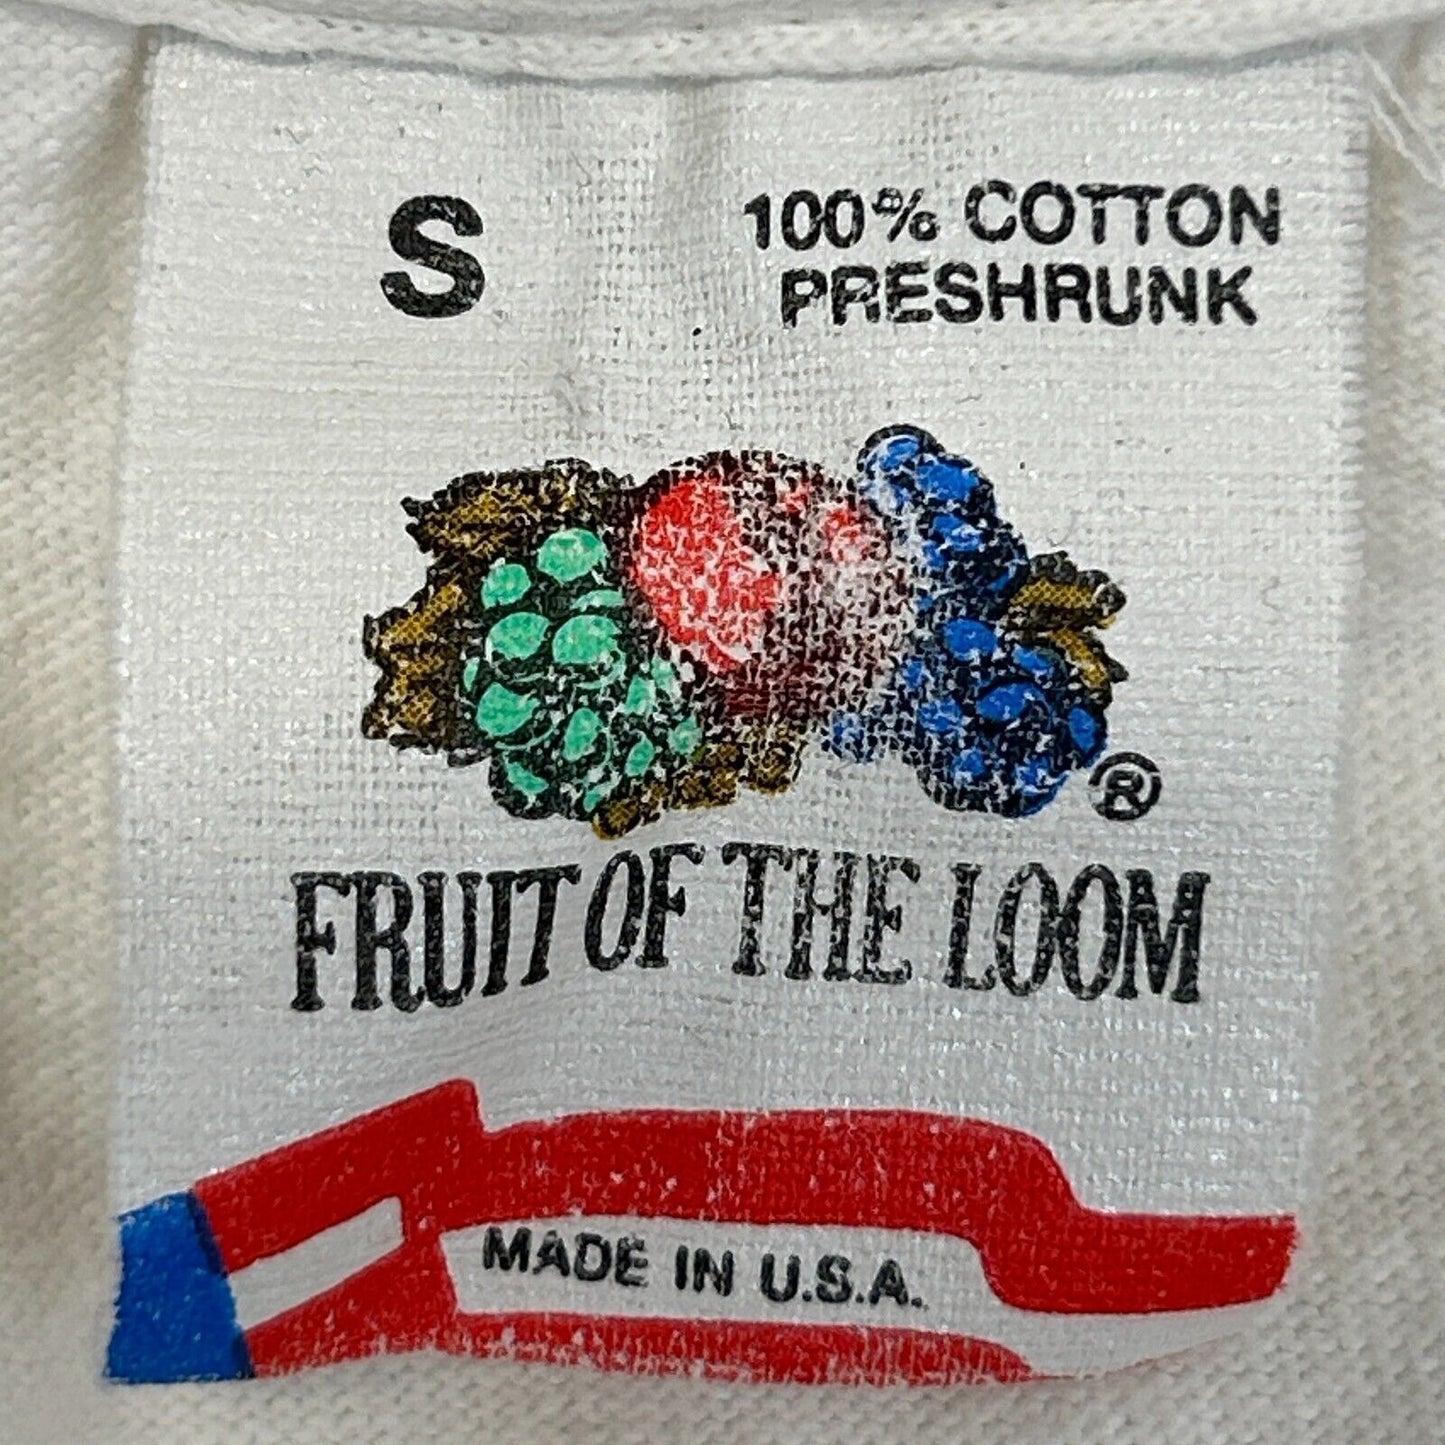 S
100% COTTON
PRESHRUNK
®
FRUIT OF THE LOOM
MADE IN U.S.A.